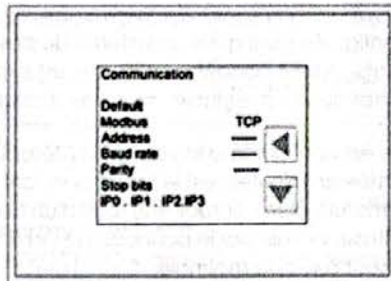 Communication
Default
Modbus TCP
Address ----
Baud rate ----
Parity ----
Stop bits
IP0 . IP1 . IP2.IP3